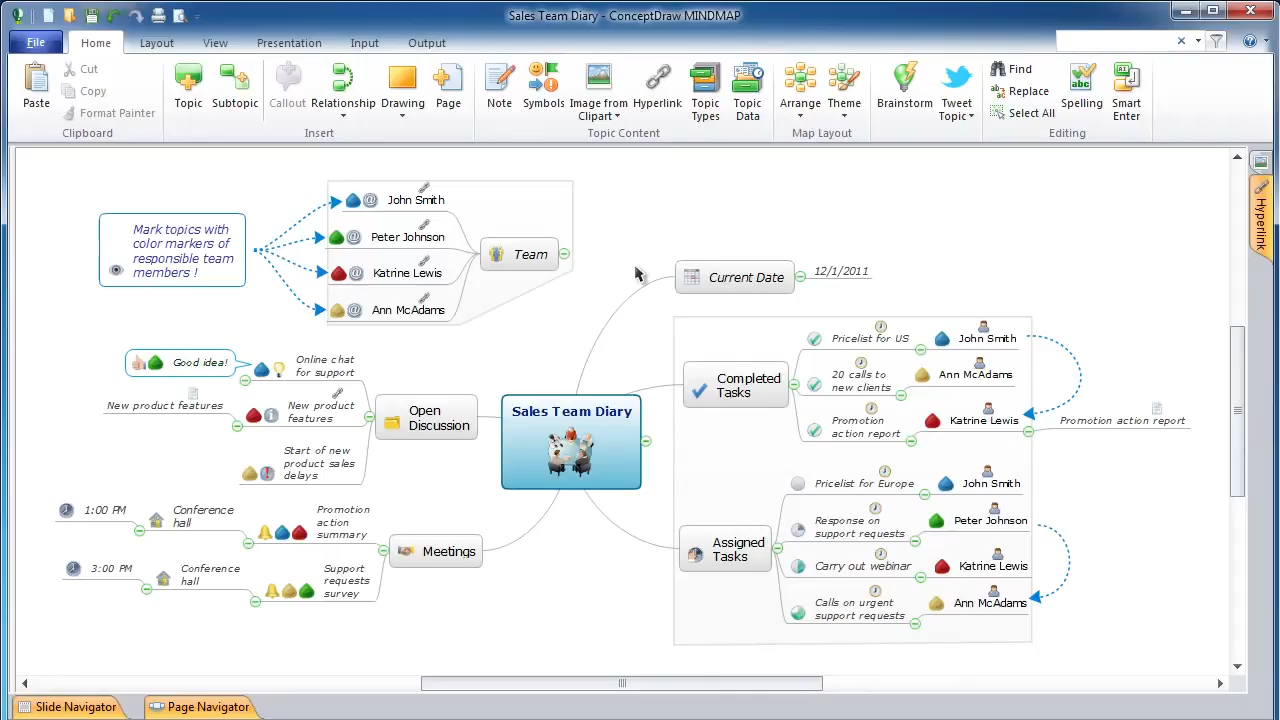 Sales Team Diary - ConceptDraw MINDMAP
File Home Layout View Presentation Input Output
Paste
Cut
Copy
Format Painter
Clipboard
Topic
Subtopic
Callout
Relationship
Drawing
Page
Insert
Note
Symbols
Image from
Clipart
Hyperlink
Topic
Types
Topic
Data
Topic Content
Arrange
Theme
Map Layout
Brainstorm
Tweet
Topic
Find
Replace
Select All
Spelling
Smart
Enter
Editing
Hyperlink
Mark topics with
color markers of
responsible team
members !
@ John Smith
@ Peter Johnson
@ Katrine Lewis
@ Ann McAdams
Team
Current Date
12/1/2011
Good idea!
Online chat
for support
New product features
New product
features
Start of new
product sales
delays
Open
Discussion
Sales Team Diary
Completed
Tasks
Pricelist for US
John Smith
20 calls to
new clients
Ann McAdams
Promotion
action report
Katrine Lewis
Promotion action report
1:00 PM
Conference
hall
Promotion
action
summary
3:00 PM
Conference
hall
Support
requests
survey
Meetings
Assigned
Tasks
Pricelist for Europe
John Smith
Response on
support requests
Peter Johnson
Carry out webinar
Katrine Lewis
Calls on urgent
support requests
Ann McAdams
Slide Navigator
Page Navigator